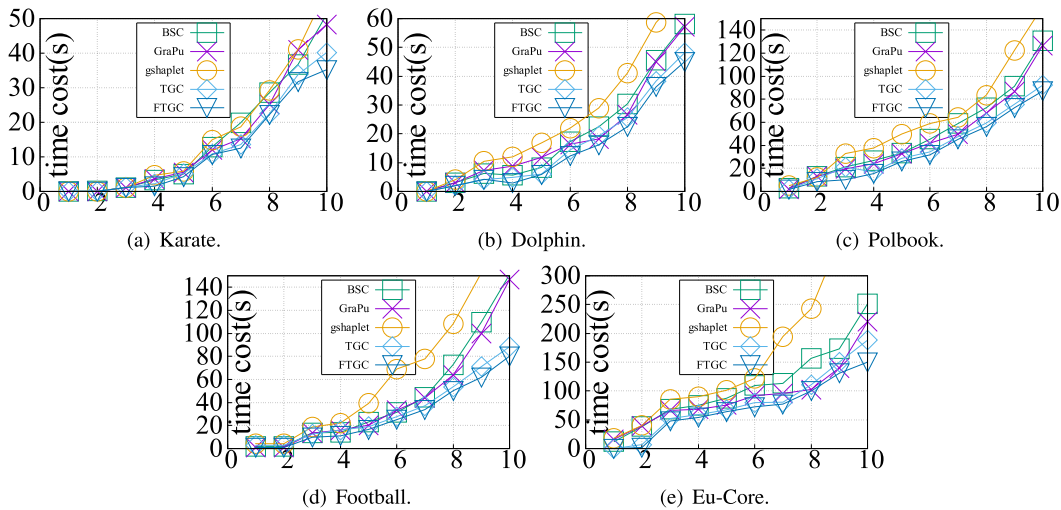 50
40
30
20
10
0
time cost(s)
BSC
GraPu
gshaplet
TGC
FTGC
0 2 4 6 8 10
(a) Karate.
60
50
40
30
20
10
0
time cost(s)
BSC
GraPu
gshaplet
TGC
FTGC
0 2 4 6 8 10
(b) Dolphin.
140
120
100
80
60
40
20
0
time cost(s)
BSC
GraPu
gshaplet
TGC
FTGC
0 2 4 6 8 10
(c) Polbook.
140
120
100
80
60
40
20
0
time cost(s)
BSC
GraPu
gshaplet
TGC
FTGC
0 2 4 6 8 10
(d) Football.
300
250
200
150
100
50
0
time cost(s)
BSC
GraPu
gshaplet
TGC
FTGC
0 2 4 6 8 10
(e) Eu-Core.